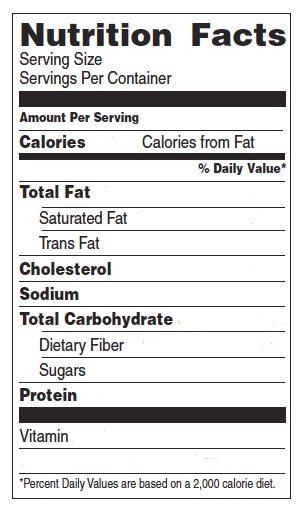 Nutrition Facts
Serving Size
Servings Per Container
Amount Per Serving
Calories Calories from Fat
% Daily Value*
Total Fat
Saturated Fat
Trans Fat
Cholesterol
Sodium
Total Carbohydrate
Dietary Fiber
Sugars
Protein
Vitamin
*Percent Daily Values are based on a 2,000 calorie diet.